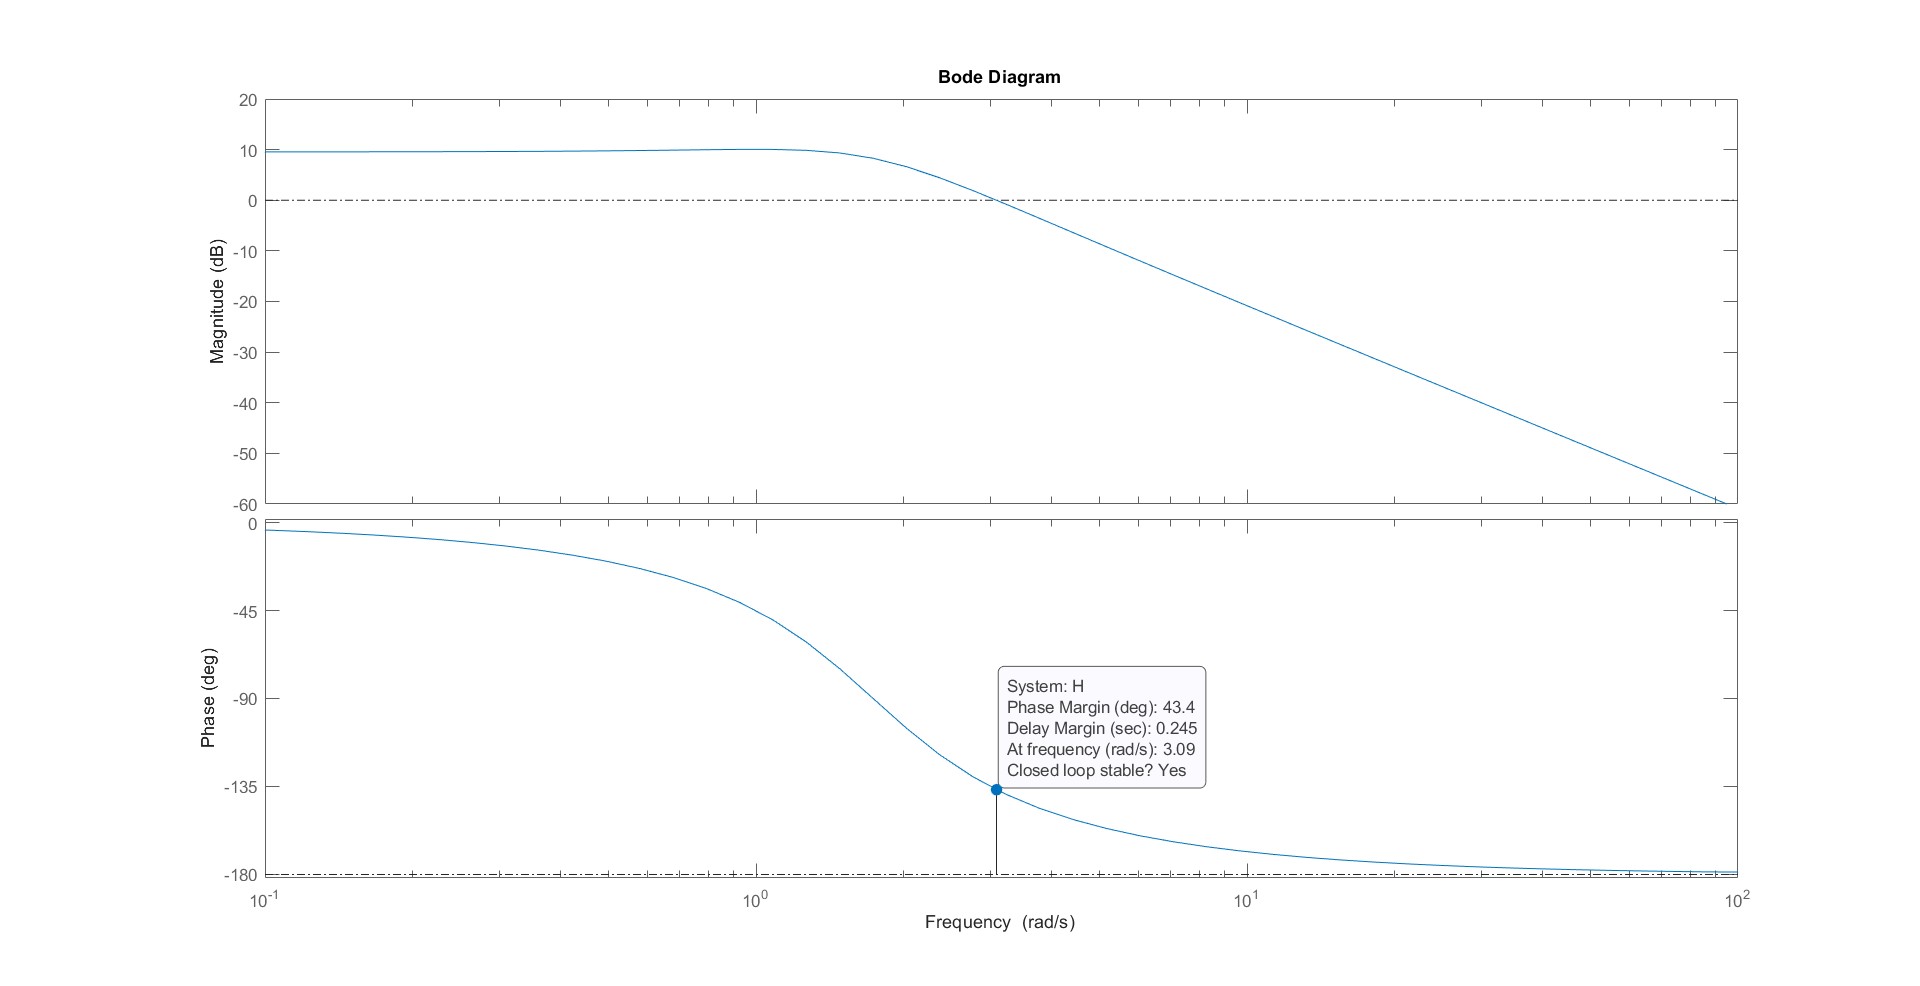 Bode Diagram
20
10
0
-10
-20
-30
-40
-50
-60
Magnitude (dB)
0
-45
-90
-135
-180
Phase (deg)
System: H
Phase Margin (deg): 43.4
Delay Margin (sec): 0.245
At frequency (rad/s): 3.09
Closed loop stable? Yes
10^-1 10^0 10^1 10^2
Frequency (rad/s)